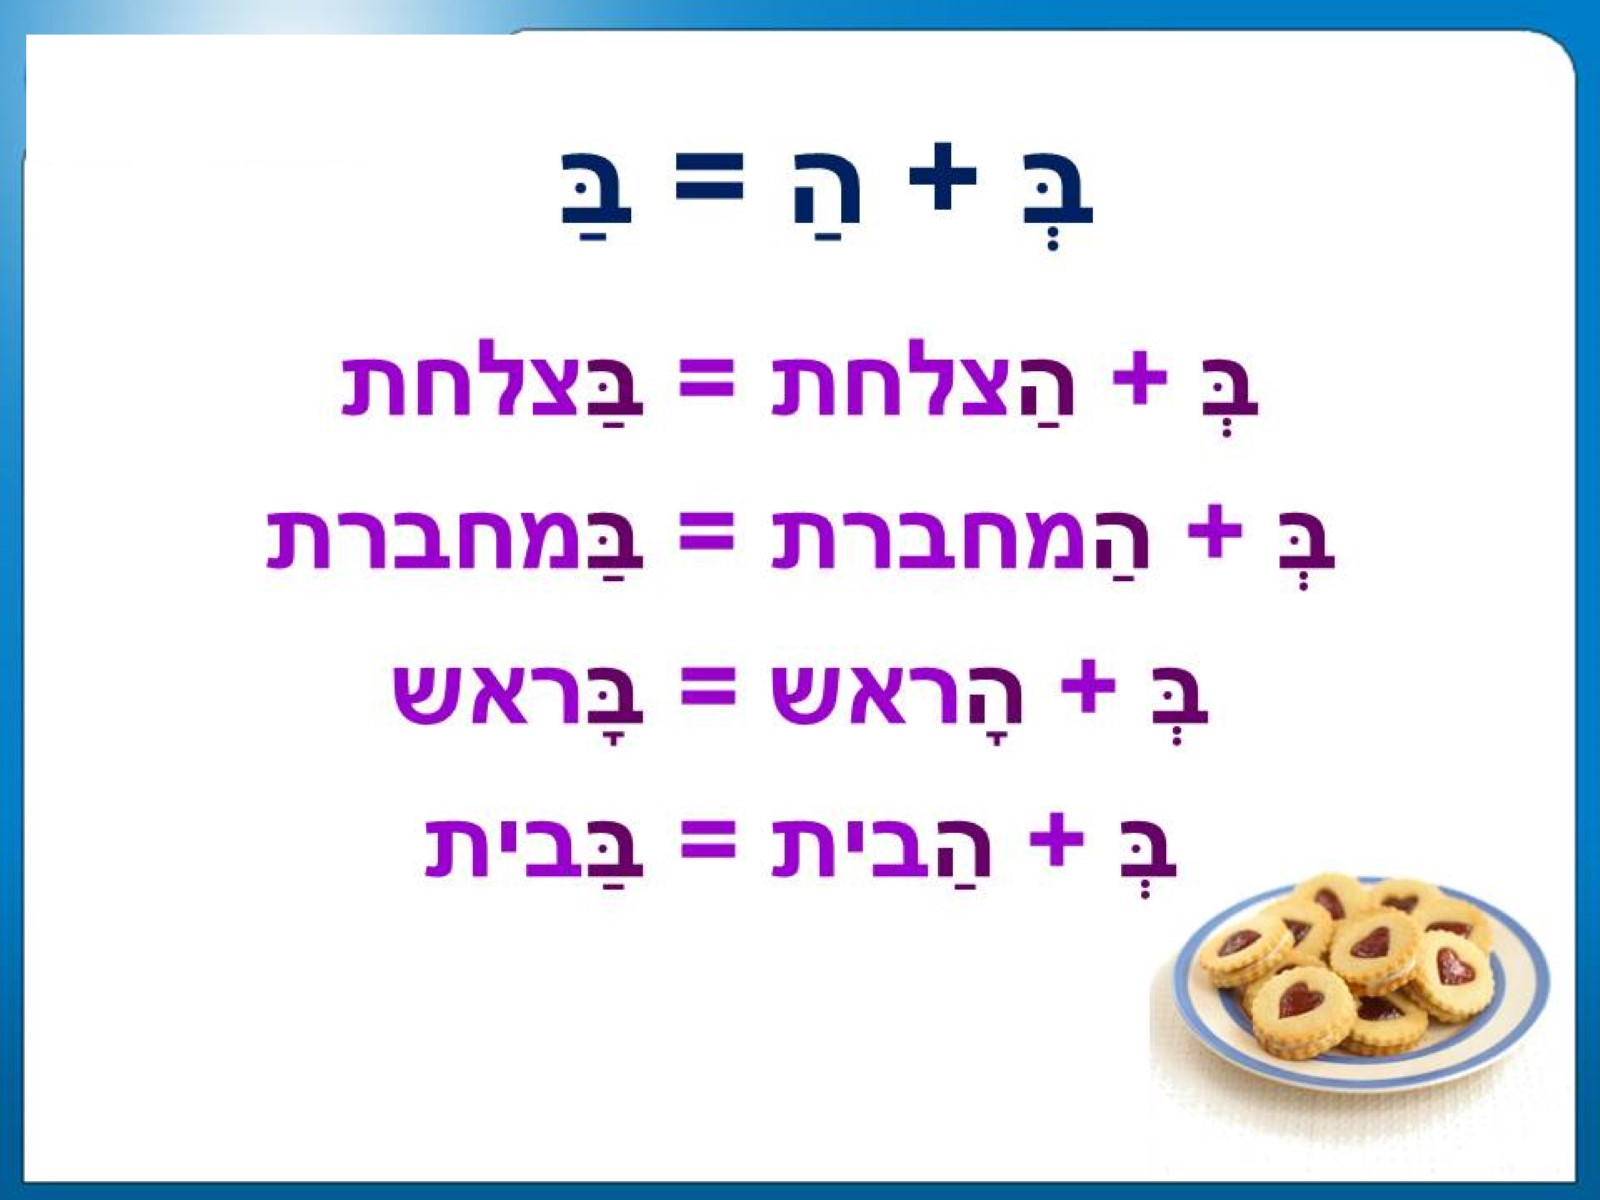 בְּ + הַ = בַּ
בְּ + הַצלחת = בַּצלחת
בְּ + הַמחברת = בַּמחברת
בְּ + הָראש = בָּראש
בְּ + הַבית = בַּבית